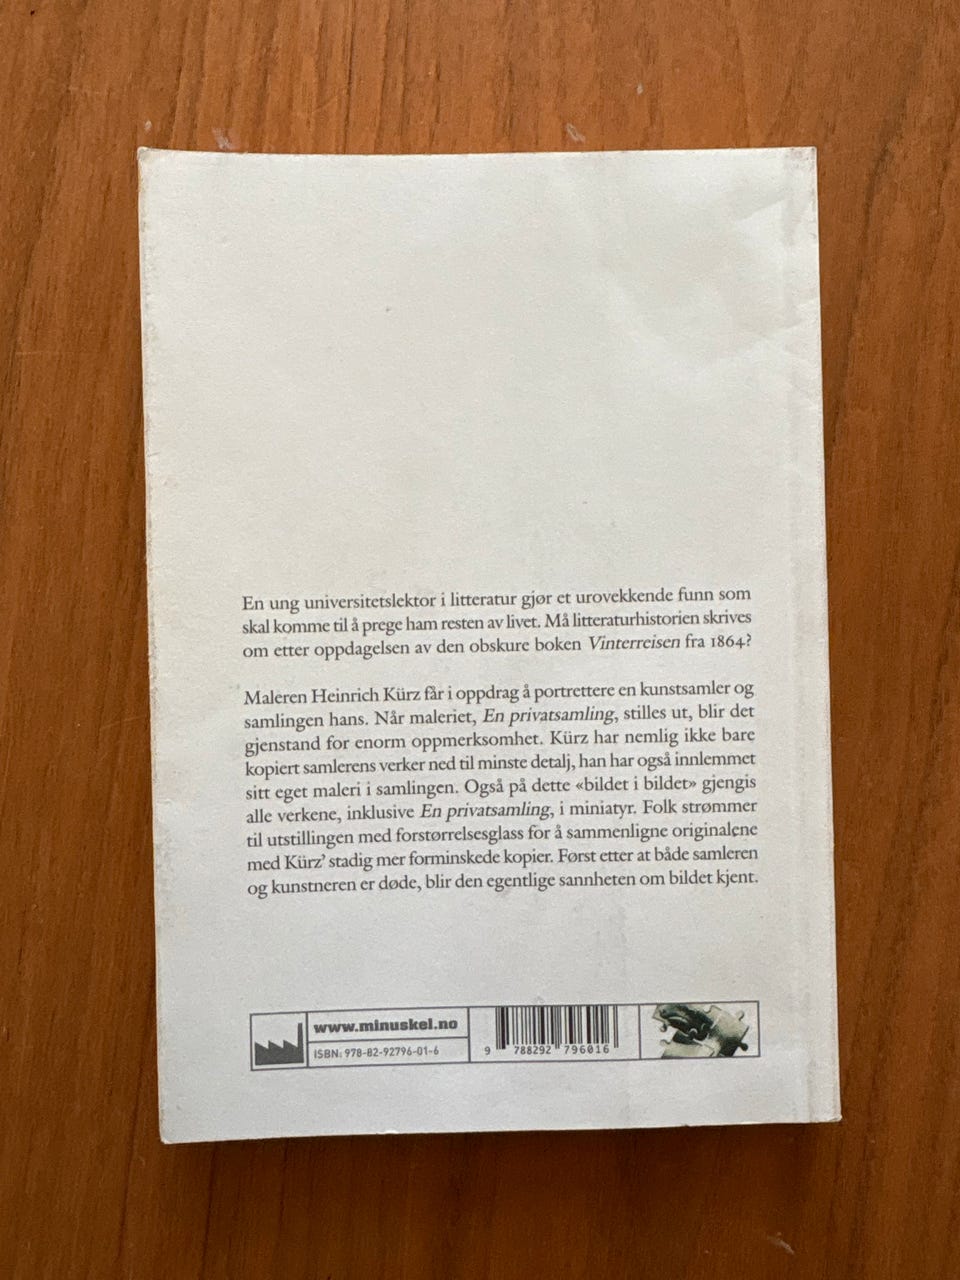 En ung universitetslektor i litteratur gjør et urovekkende funn som
skal komme til å prege ham resten av livet. Må litteraturhistorien skrives
om etter oppdagelsen av den obskure boken Vinterreisen fra 1864?
Maleren Heinrich Kürz får i oppdrag å portrettere en kunstsamler og
samlingen hans. Når maleriet, En privatsamling, stilles ut, blir det
gjenstand for enorm oppmerksomhet. Kürz har nemlig ikke bare
kopiert samlerens verker ned til minste detalj, han har også innlemmet
sitt eget maleri i samlingen. Også på dette «bildet i bildet» gjengis
alle verkene, inklusive En privatsamling, i miniatyr. Folk strømmer
til utstillingen med forstørrelsesglass for å sammenligne originalene
med Kürz’ stadig mer forminskede kopier. Først etter at både samleren
og kunstneren er døde, blir den egentlige sannheten om bildet kjent.
www.minuskel.no
ISBN: 978-82-92796-01-6
9 788292 796016